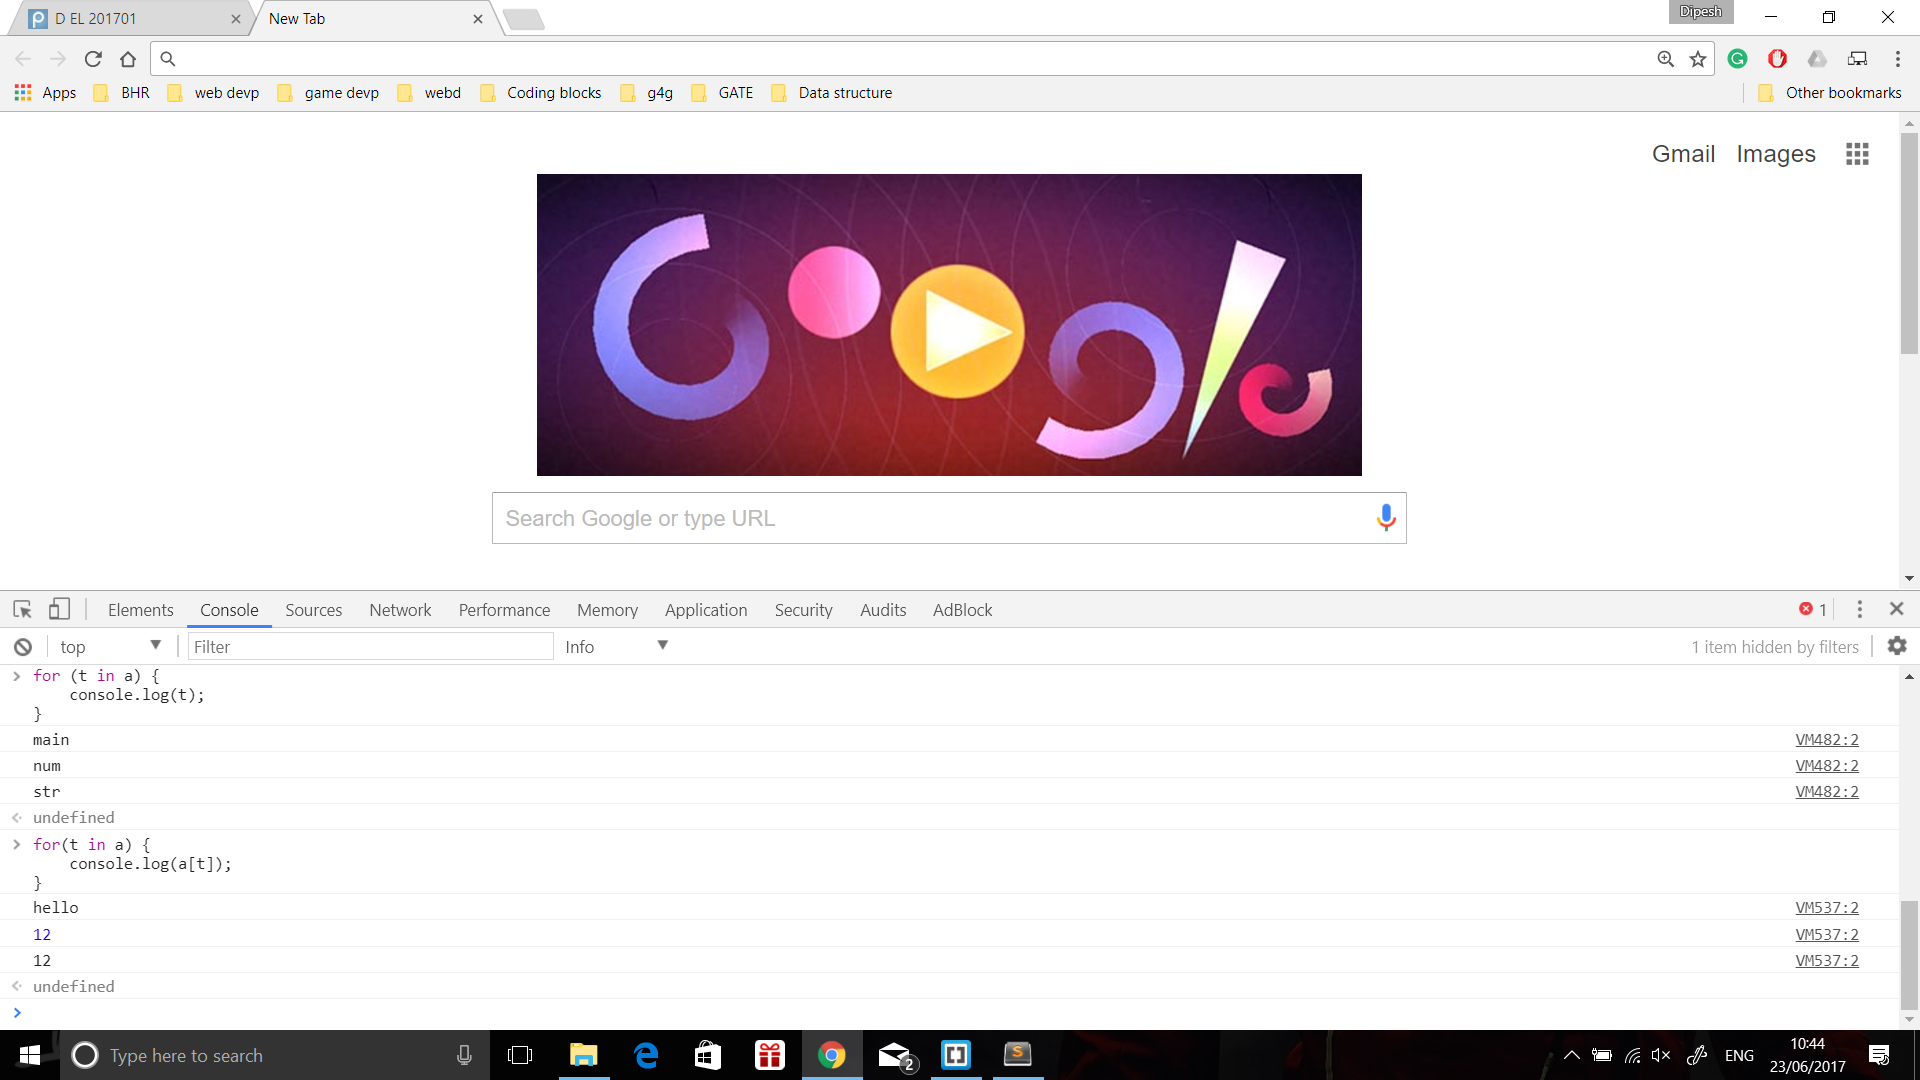 D EL 201701
New Tab
Dipesh
Apps BHR web devp game devp webd Coding blocks g4g GATE Data structure Other bookmarks
Gmail Images
Search Google or type URL
Elements Console Sources Network Performance Memory Application Security Audits AdBlock 1
top Filter Info 1 item hidden by filters
for (t in a) {
    console.log(t);
}
main VM482:2
num VM482:2
str VM482:2
undefined
for(t in a) {
    console.log(a[t]);
}
hello VM537:2
12 VM537:2
12 VM537:2
undefined
Type here to search 2 S ENG 10:44
23/06/2017